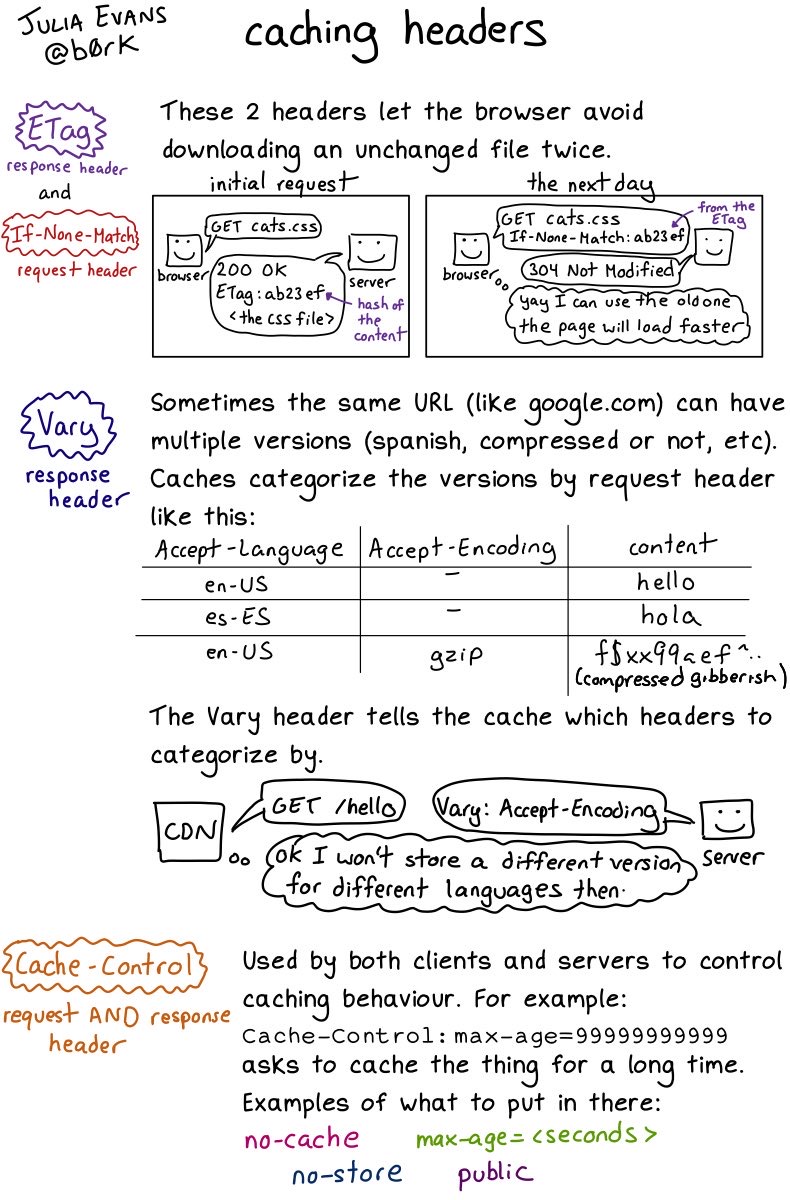 JULIA EVANS
@b0rk
caching headers
ETag
response header
and
If-None-Match
request header
These 2 headers let the browser avoid
downloading an unchanged file twice.
initial request
GET cats.css
browser
200 OK
ETag: ab23ef
<the CSS file>
server
hash of
the
content
the next day
GET cats.css
If-None-Match: ab23ef
from the
ETag
browser
304 Not Modified
yay I can use the old one
the page will load faster
Vary
response
header
Sometimes the same URL (like google.com) can have
multiple versions (spanish, compressed or not, etc).
Caches categorize the versions by request header
like this:
Accept-Language Accept-Encoding content
en-US - hello
es-ES - hola
en-US gzip f$xx99aef^..
(compressed gibberish)
The Vary header tells the cache which headers to
categorize by.
CDN
GET /hello
Vary: Accept-Encoding
server
ok I won't store a different version
for different languages then.
Cache-Control
request AND response
header
Used by both clients and servers to control
caching behaviour. For example:
Cache-Control: max-age=99999999999
asks to cache the thing for a long time.
Examples of what to put in there:
no-cache max-age=<seconds>
no-store public